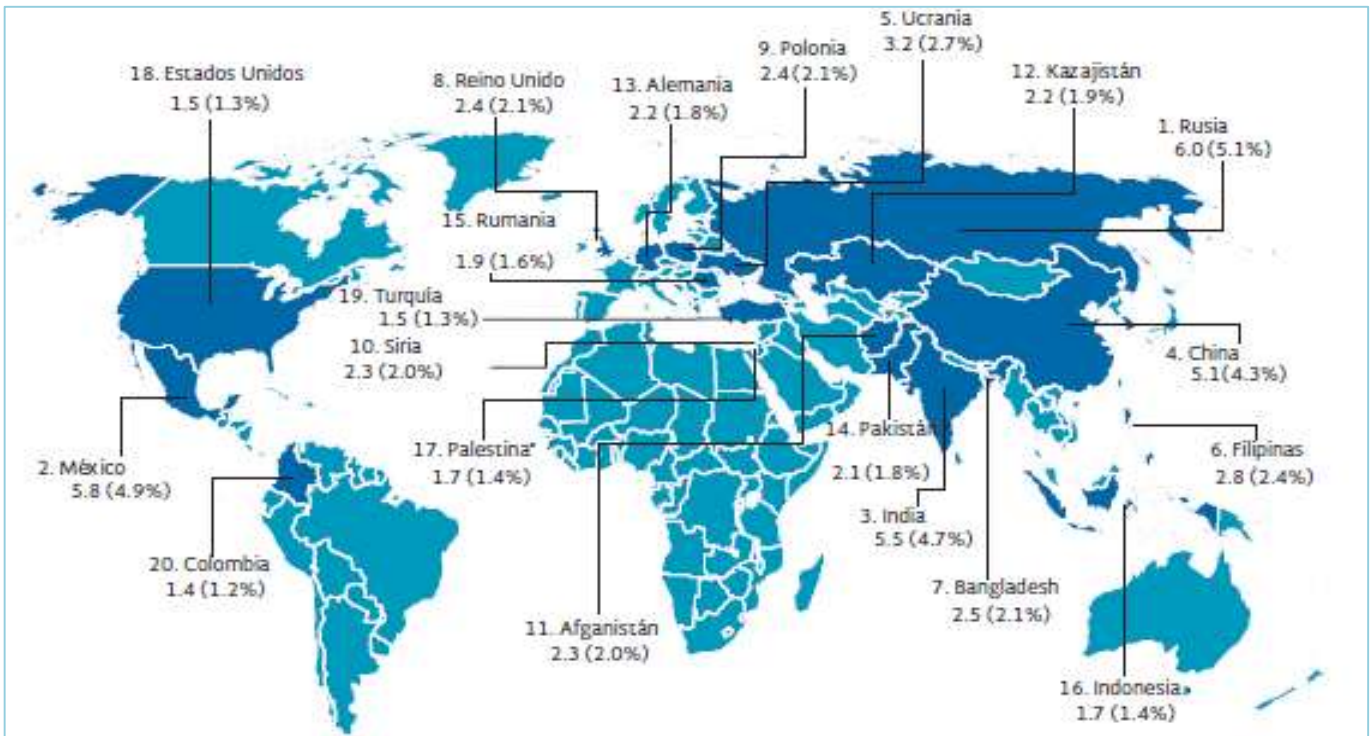 5. Ucrania
3.2 (2.7%)
9. Polonia
2.4 (2.1%)
18. Estados Unidos
1.5 (1.3%)
8. Reino Unido
2.4 (2.1%)
13. Alemania
2.2 (1.8%)
12. Kazajistán
2.2 (1.9%)
1. Rusia
6.0 (5.1%)
15. Rumania
1.9 (1.6%)
19. Turquía
1.5 (1.3%)
10. Siria
2.3 (2.0%)
4. China
5.1 (4.3%)
2. México
5.8 (4.9%)
17. Palestina*
1.7 (1.4%)
14. Pakistán
2.1 (1.8%)
6. Filipinas
2.8 (2.4%)
3. India
5.5 (4.7%)
20. Colombia
1.4 (1.2%)
7. Bangladesh
2.5 (2.1%)
11. Afganistán
2.3 (2.0%)
16. Indonesia
1.7 (1.4%)